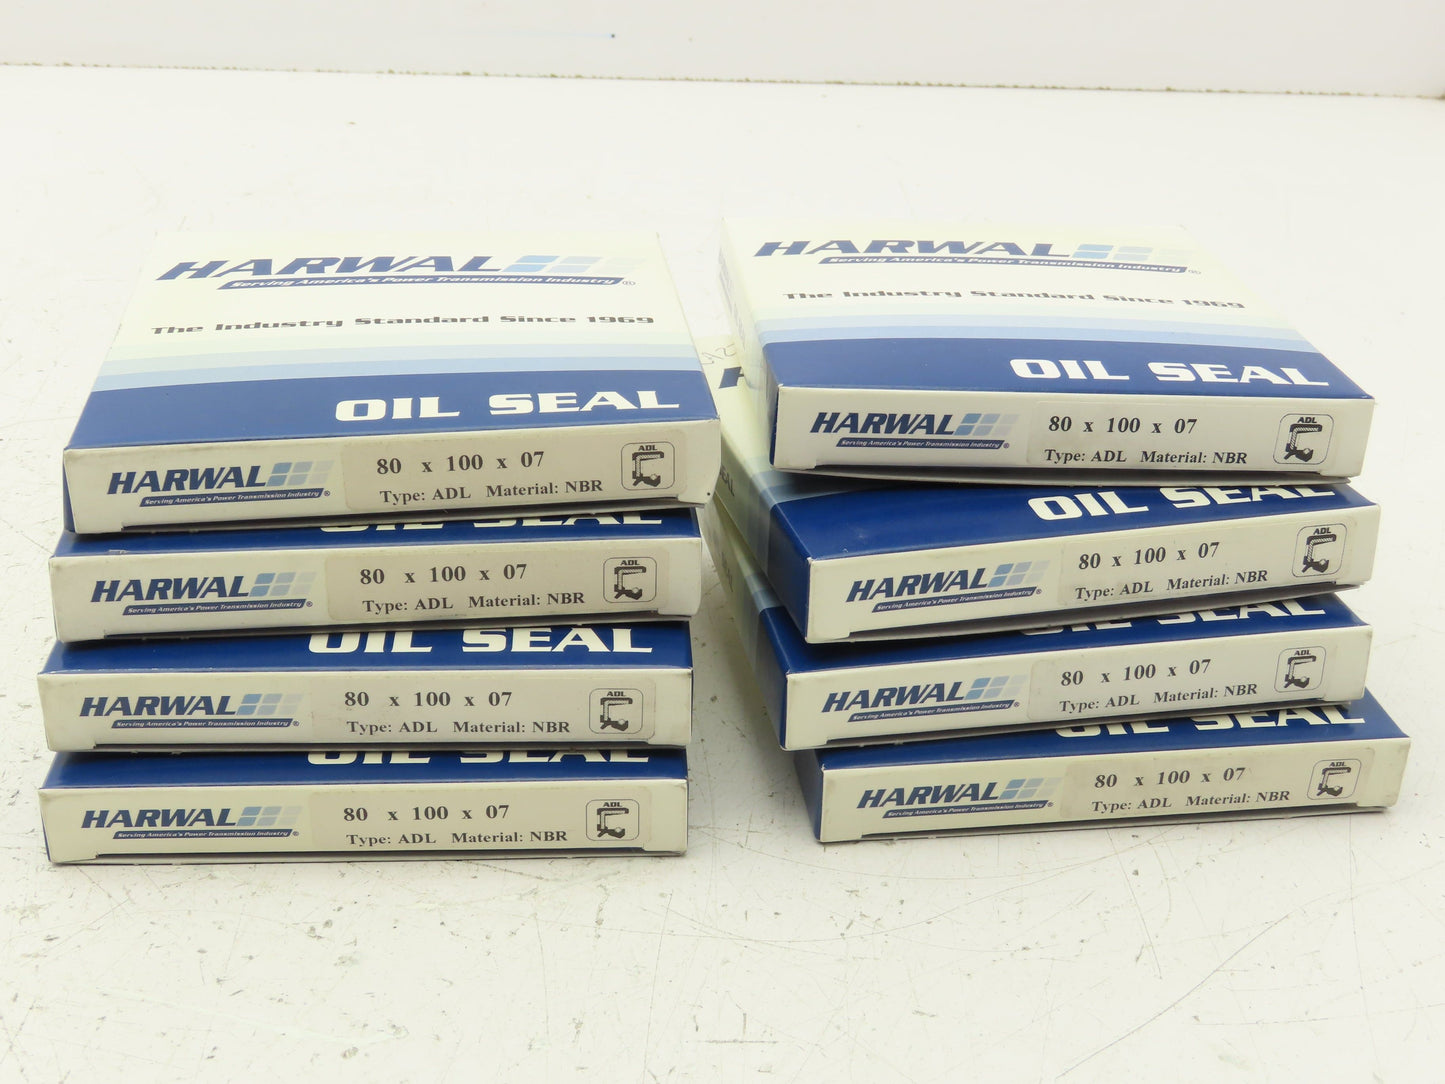 HARWAL
Serving America's Power Transmission Industry ®
The Industry Standard Since 1969
OIL SEAL
HARWAL
Serving America's Power Transmission Industry ®
80 x 100 x 07
Type: ADL Material: NBR
ADL
OIL SEAL
HARWAL
Serving America's Power Transmission Industry ®
80 x 100 x 07
Type: ADL Material: NBR
ADL
OIL SEAL
HARWAL
Serving America's Power Transmission Industry ®
80 x 100 x 07
Type: ADL Material: NBR
ADL
OIL SEAL
HARWAL
Serving America's Power Transmission Industry ®
80 x 100 x 07
Type: ADL Material: NBR
ADL
HARWAL
Serving America's Power Transmission Industry ®
The Industry Standard Since 1969
OIL SEAL
HARWAL
Serving America's Power Transmission Industry ®
80 x 100 x 07
Type: ADL Material: NBR
ADL
OIL SEAL
HARWAL
Serving America's Power Transmission Industry ®
80 x 100 x 07
Type: ADL Material: NBR
ADL
OIL SEAL
HARWAL
Serving America's Power Transmission Industry ®
80 x 100 x 07
Type: ADL Material: NBR
ADL
OIL SEAL
HARWAL
Serving America's Power Transmission Industry ®
80 x 100 x 07
Type: ADL Material: NBR
ADL